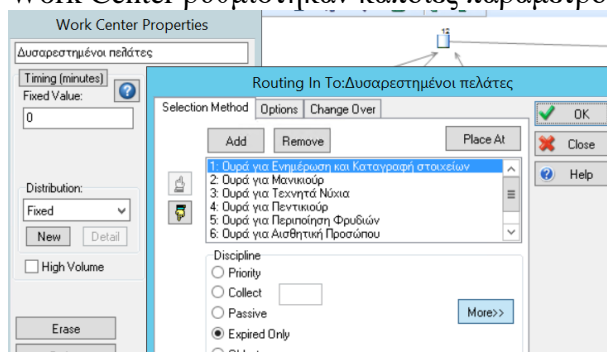 Work Center ρυθμίστηκαν κάποιες παραμέτρο
Work Center Properties
Δυσαρεστημένοι πελάτες
Timing (minutes)
Fixed Value:
0
Distribution:
Fixed
New
Detail
High Volume
Erase
12
Routing In To:Δυσαρεστημένοι πελάτες
Selection Method
Options
Change Over
Add
Remove
Place At
1: Ουρά για Ενημέρωση και Καταγραφή στοιχείων
2: Ουρά για Μανικιούρ
3: Ουρά για Τεχνητά Νύχια
4: Ουρά για Πεντικιούρ
5: Ουρά για Περιποίηση Φρυδιών
6: Ουρά για Αισθητική Προσώπου
Discipline
Priority
Collect
Passive
Expired Only
More>>
OK
Close
Help